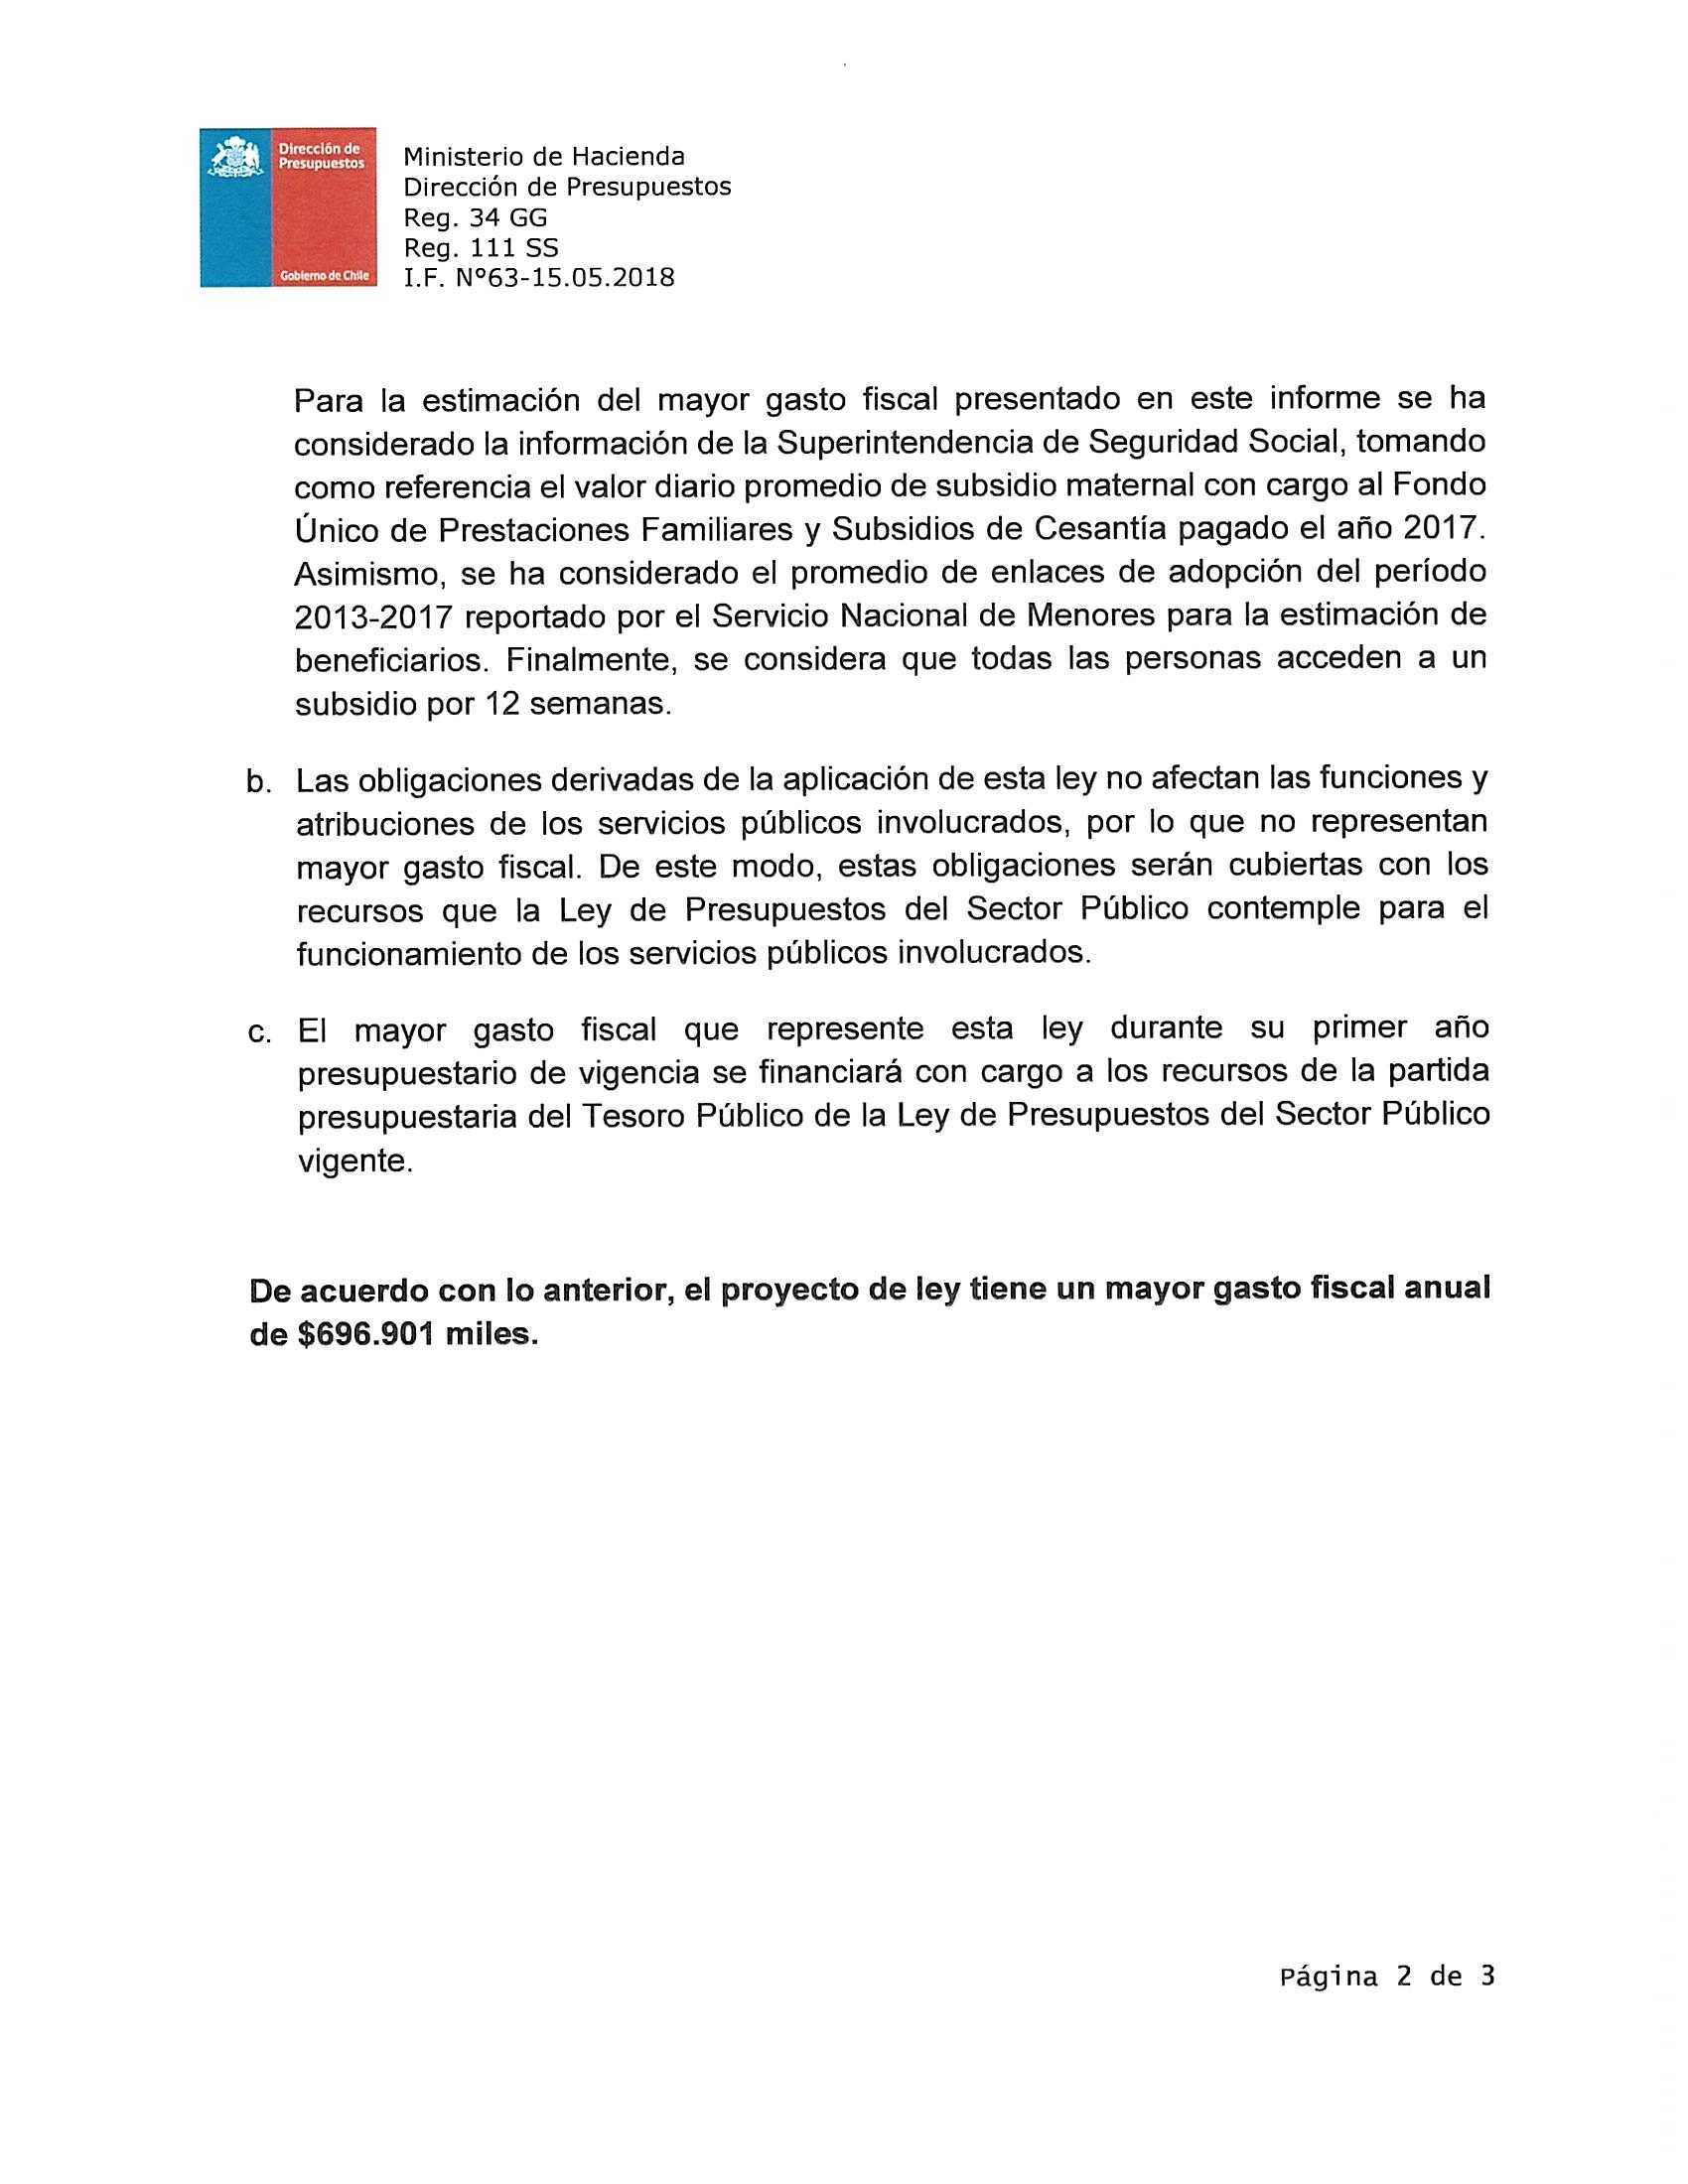 Dirección de
Presupuestos
Gobierno de Chile
Ministerio de Hacienda
Dirección de Presupuestos
Reg. 34 GG
Reg. 111 SS
I.F. Nº63-15.05.2018
Para la estimación del mayor gasto fiscal presentado en este informe se ha
considerado la información de la Superintendencia de Seguridad Social, tomando
como referencia el valor diario promedio de subsidio maternal con cargo al Fondo
Único de Prestaciones Familiares y Subsidios de Cesantía pagado el año 2017.
Asimismo, se ha considerado el promedio de enlaces de adopción del período
2013-2017 reportado por el Servicio Nacional de Menores para la estimación de
beneficiarios. Finalmente, se considera que todas las personas acceden a un
subsidio por 12 semanas.
b. Las obligaciones derivadas de la aplicación de esta ley no afectan las funciones y
atribuciones de los servicios públicos involucrados, por lo que no representan
mayor gasto fiscal. De este modo, estas obligaciones serán cubiertas con los
recursos que la Ley de Presupuestos del Sector Público contemple para el
funcionamiento de los servicios públicos involucrados.
c. El mayor gasto fiscal que represente esta ley durante su primer año
presupuestario de vigencia se financiará con cargo a los recursos de la partida
presupuestaria del Tesoro Público de la Ley de Presupuestos del Sector Público
vigente.
De acuerdo con lo anterior, el proyecto de ley tiene un mayor gasto fiscal anual
de $696.901 miles.
Página 2 de 3